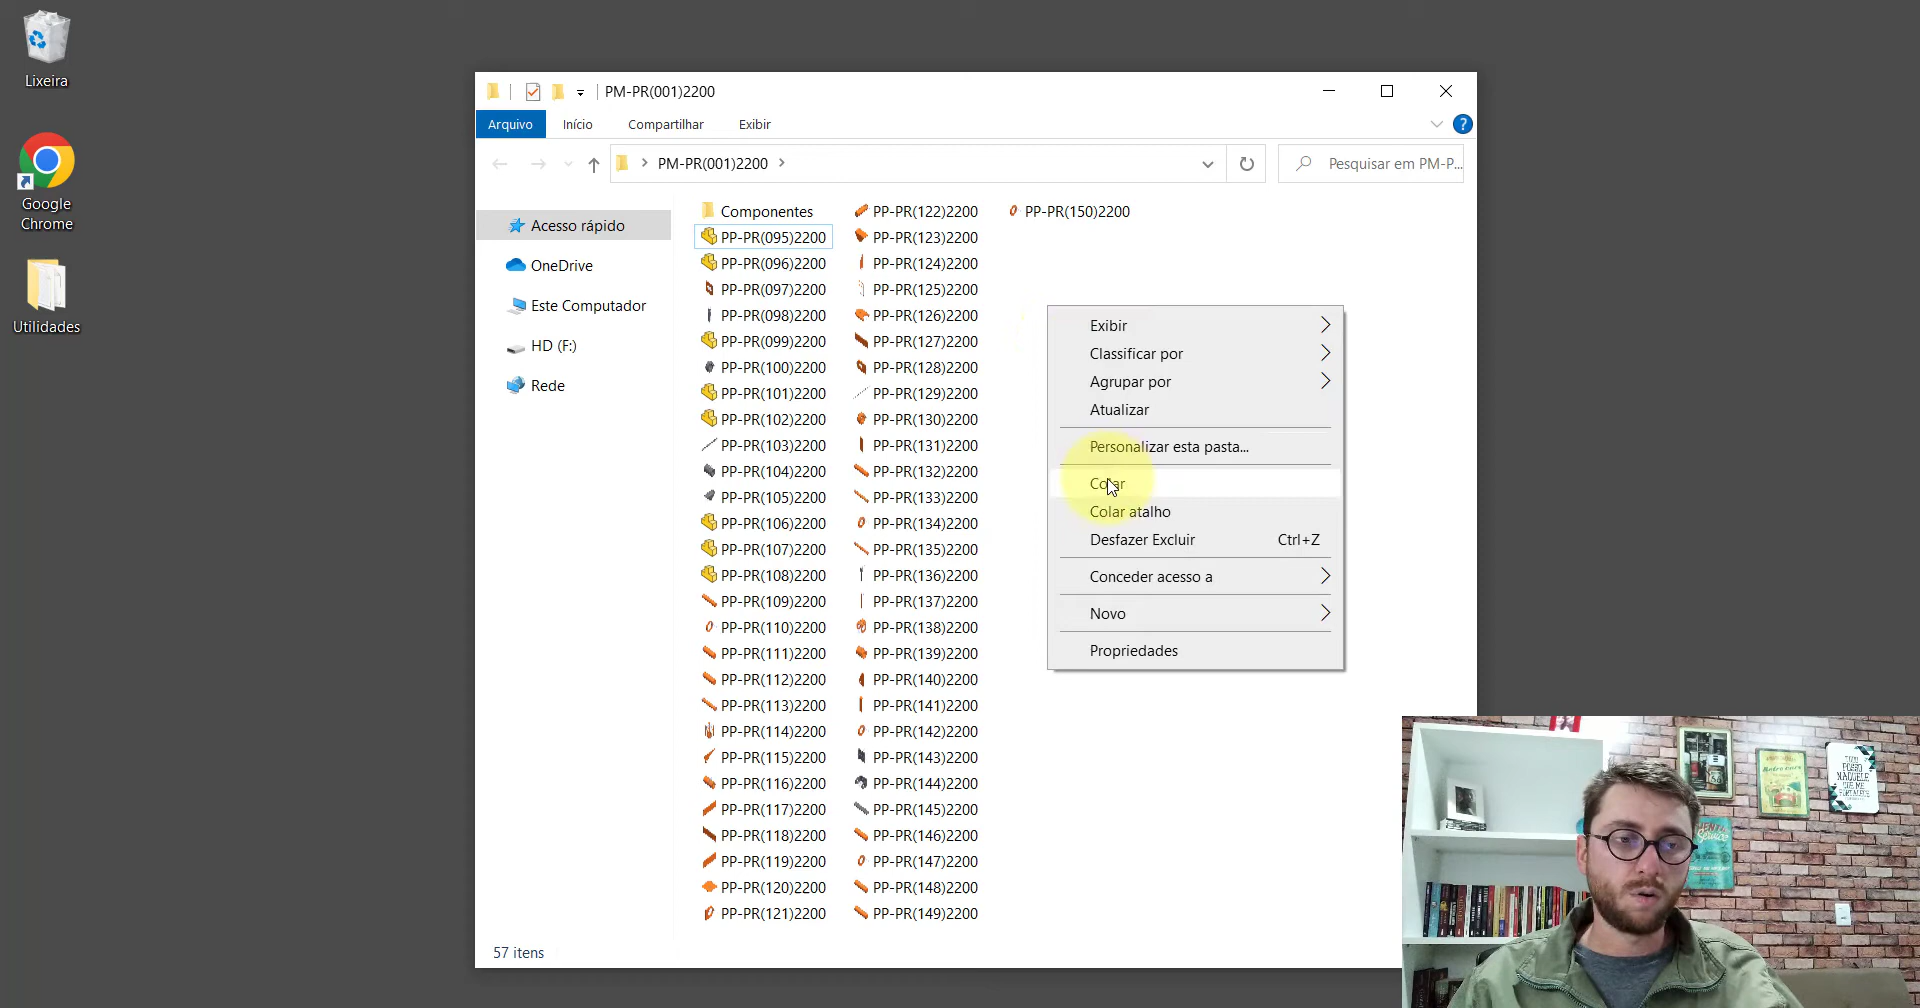 Lixeira
Google
Chrome
Utilidades
PM-PR(001)2200
Arquivo
Início
Compartilhar
Exibir
?
PM-PR(001)2200
Pesquisar em PM-P...
Acesso rápido
OneDrive
Este Computador
HD (F:)
Rede
Componentes
PP-PR(095)2200
PP-PR(096)2200
PP-PR(097)2200
PP-PR(098)2200
PP-PR(099)2200
PP-PR(100)2200
PP-PR(101)2200
PP-PR(102)2200
PP-PR(103)2200
PP-PR(104)2200
PP-PR(105)2200
PP-PR(106)2200
PP-PR(107)2200
PP-PR(108)2200
PP-PR(109)2200
PP-PR(110)2200
PP-PR(111)2200
PP-PR(112)2200
PP-PR(113)2200
PP-PR(114)2200
PP-PR(115)2200
PP-PR(116)2200
PP-PR(117)2200
PP-PR(118)2200
PP-PR(119)2200
PP-PR(120)2200
PP-PR(121)2200
PP-PR(122)2200
PP-PR(123)2200
PP-PR(124)2200
PP-PR(125)2200
PP-PR(126)2200
PP-PR(127)2200
PP-PR(128)2200
PP-PR(129)2200
PP-PR(130)2200
PP-PR(131)2200
PP-PR(132)2200
PP-PR(133)2200
PP-PR(134)2200
PP-PR(135)2200
PP-PR(136)2200
PP-PR(137)2200
PP-PR(138)2200
PP-PR(139)2200
PP-PR(140)2200
PP-PR(141)2200
PP-PR(142)2200
PP-PR(143)2200
PP-PR(144)2200
PP-PR(145)2200
PP-PR(146)2200
PP-PR(147)2200
PP-PR(148)2200
PP-PR(149)2200
PP-PR(150)2200
Exibir
Classificar por
Agrupar por
Atualizar
Personalizar esta pasta...
Colar
Colar atalho
Desfazer Excluir Ctrl+Z
Conceder acesso a
Novo
Propriedades
57 itens
TUDO
POSSO
NAQUELE
QUE ME
FORTALECE